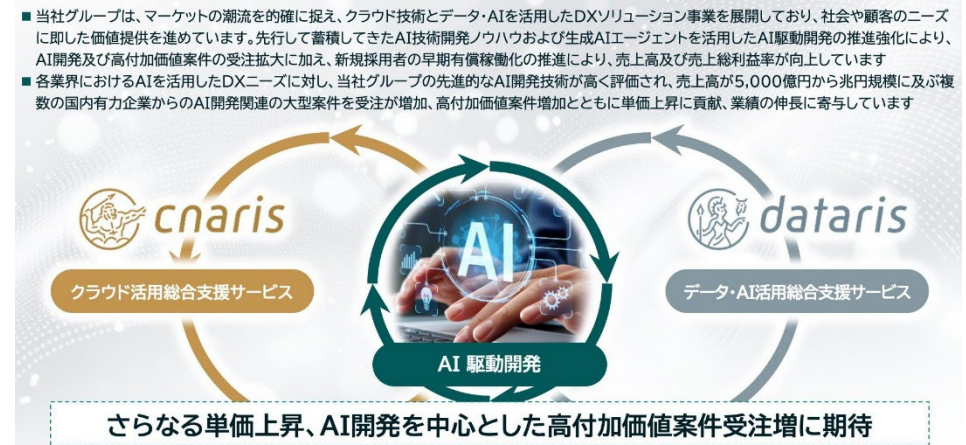 ■ 当社グループは、マーケットの潮流を的確に捉え、クラウド技術とデータ・AIを活用したDXソリューション事業を展開しており、社会や顧客のニーズ
に即した価値提供を進めています。先行して蓄積してきたAI技術開発ノウハウおよび生成AIエージェントを活用したAI駆動開発の推進強化により、
AI開発及び高付加価値案件の受注拡大に加え、新規採用者の早期有償稼働化の推進により、売上高及び売上総利益率が向上しています
■ 各業界におけるAIを活用したDXニーズに対し、当社グループの先進的なAI開発技術が高く評価され、売上高が5,000億円から兆円規模に及ぶ複
数の国内有力企業からのAI開発関連の大型案件を受注が増加、高付加価値案件増加とともに単価上昇に貢献、業績の伸長に寄与しています
cnaris
dataris
AI
クラウド活用総合支援サービス
データ・AI活用総合支援サービス
AI 駆動開発
さらなる単価上昇、AI開発を中心とした高付加価値案件受注増に期待